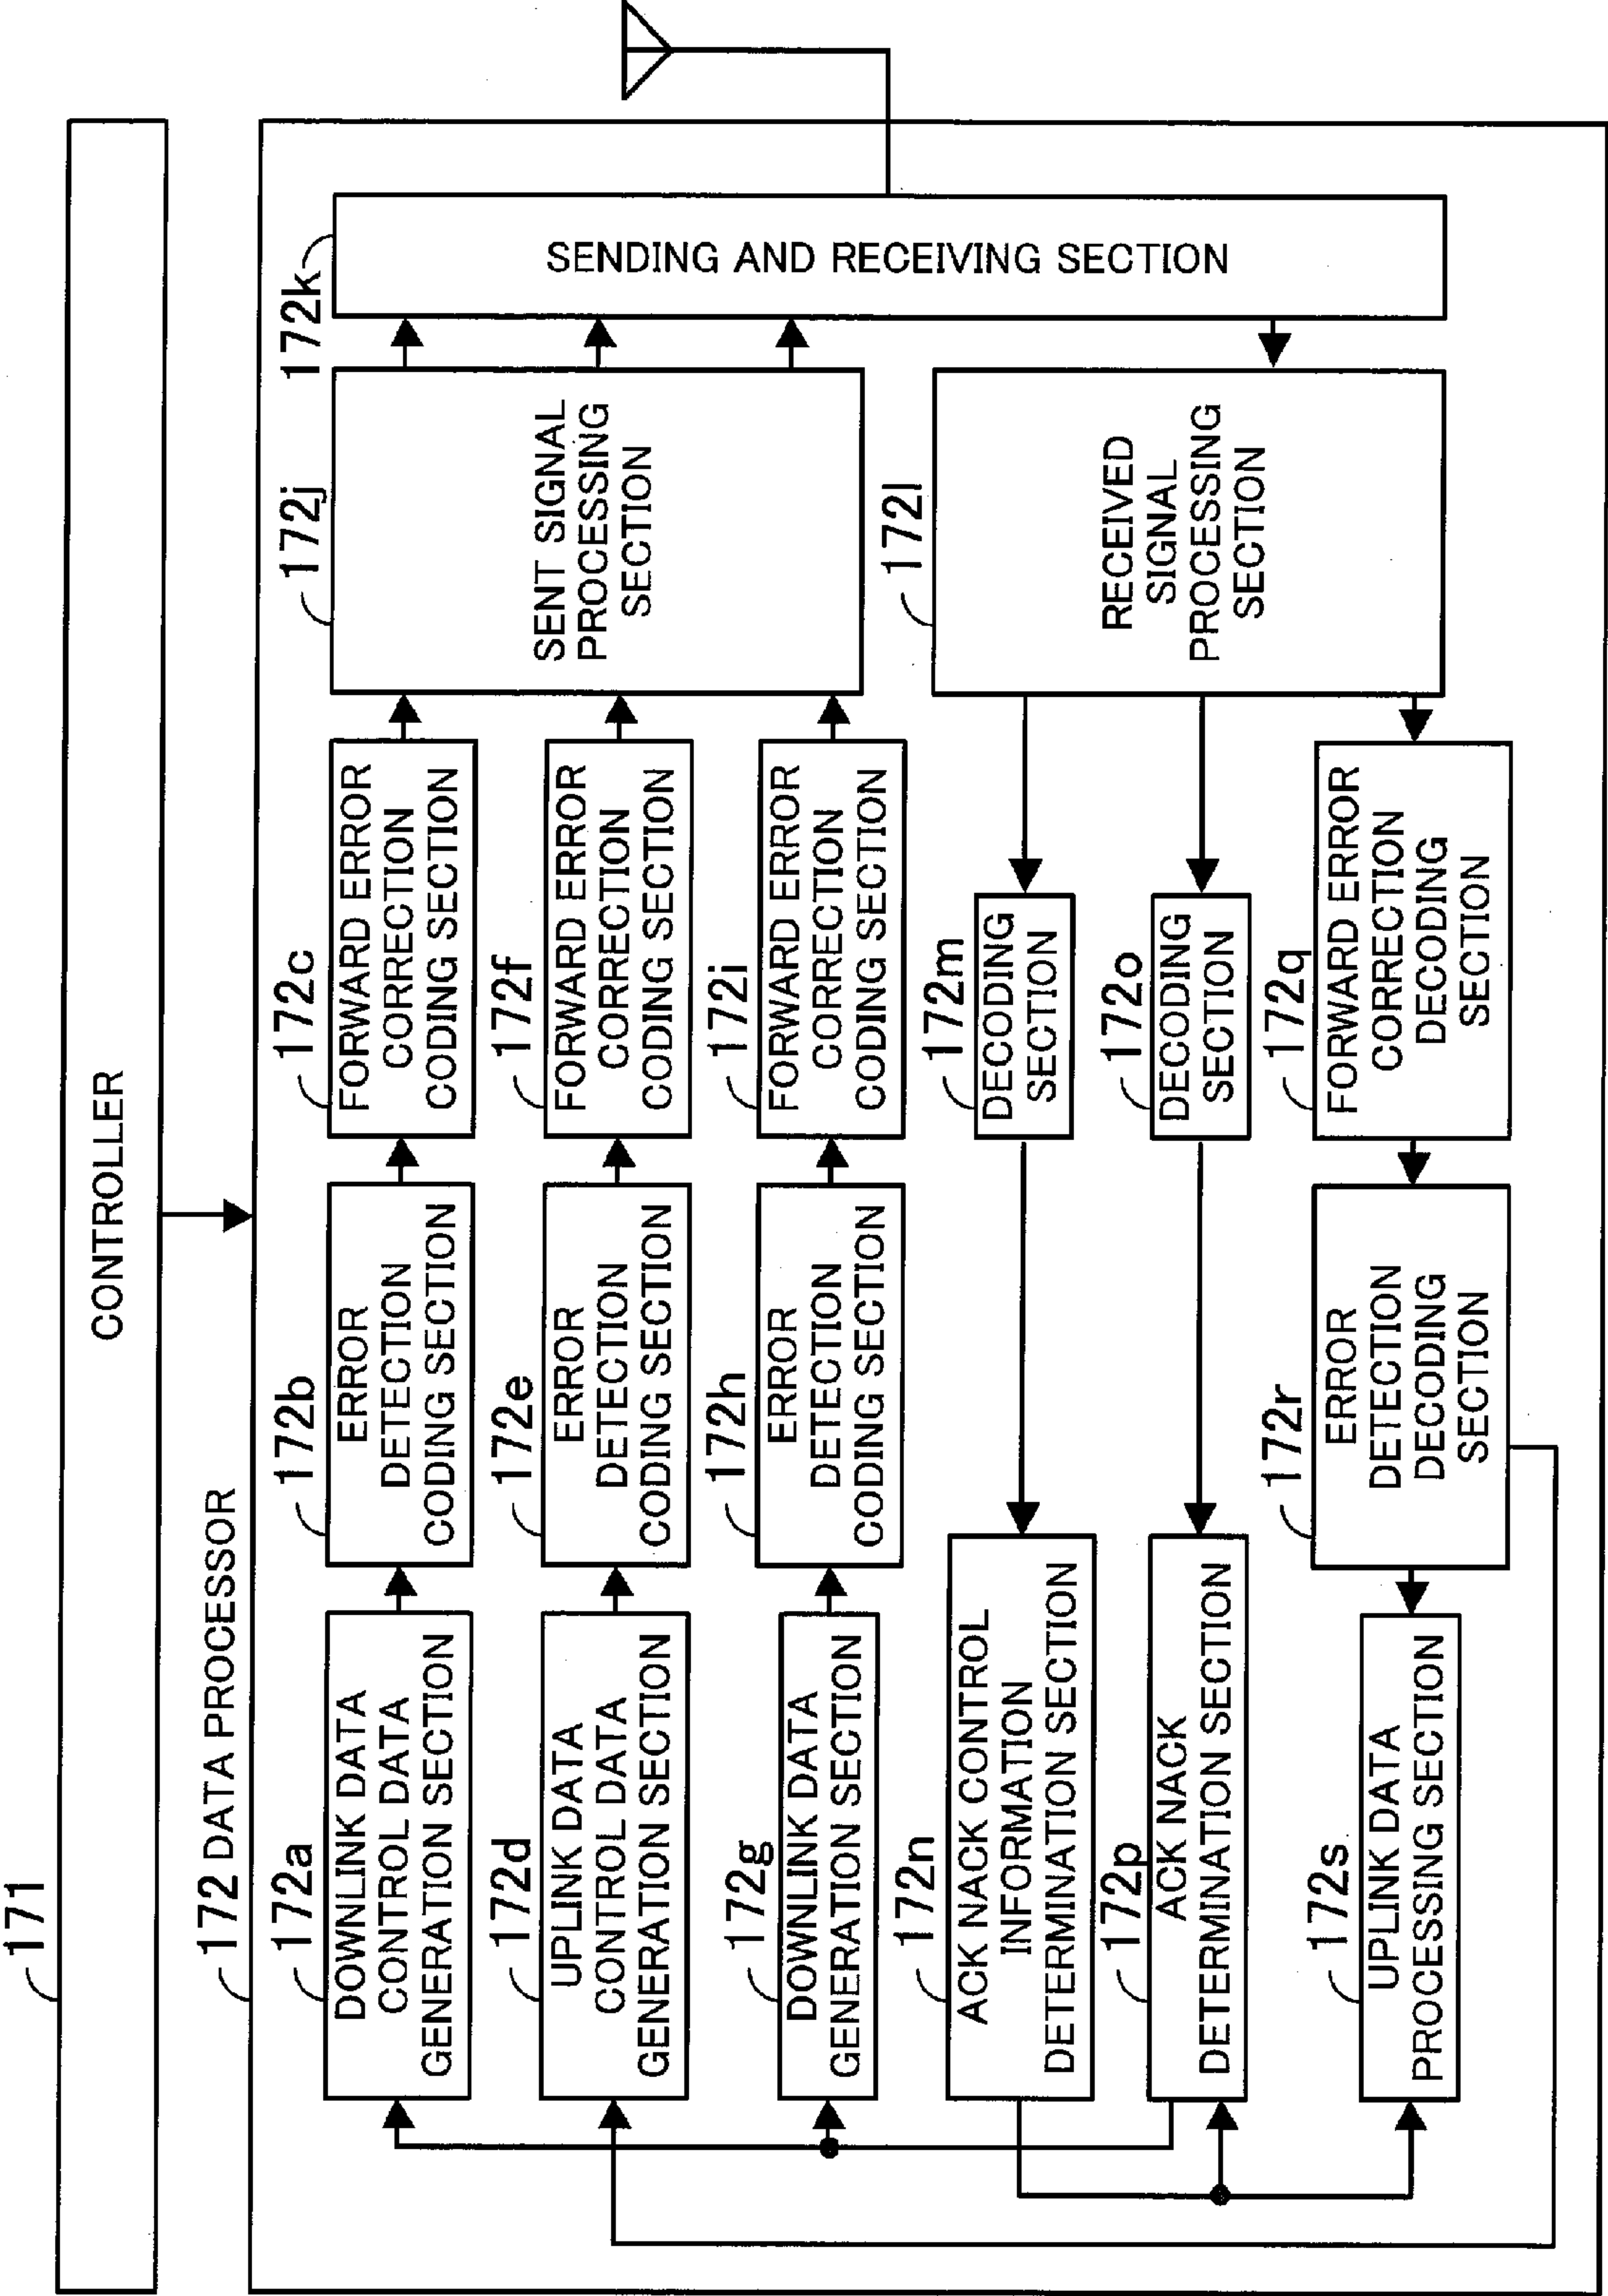 171
CONTROLLER
172 DATA PROCESSOR
172a
DOWNLINK DATA
CONTROL DATA
GENERATION SECTION
172b
ERROR
DETECTION
CODING SECTION
172c
FORWARD ERROR
CORRECTION
CODING SECTION
172j
SENT SIGNAL
PROCESSING
SECTION
172k
SENDING AND RECEIVING SECTION
172d
UPLINK DATA
CONTROL DATA
GENERATION SECTION
172e
ERROR
DETECTION
CODING SECTION
172f
FORWARD ERROR
CORRECTION
CODING SECTION
172g
DOWNLINK DATA
GENERATION SECTION
172h
ERROR
DETECTION
CODING SECTION
172i
FORWARD ERROR
CORRECTION
CODING SECTION
172n
ACK NACK CONTROL
INFORMATION
DETERMINATION SECTION
172m
DECODING
SECTION
172l
RECEIVED
SIGNAL
PROCESSING
SECTION
172p
ACK NACK
DETERMINATION SECTION
172o
DECODING
SECTION
172s
UPLINK DATA
PROCESSING SECTION
172r
ERROR
DETECTION
DECODING
SECTION
172q
FORWARD ERROR
CORRECTION
DECODING
SECTION